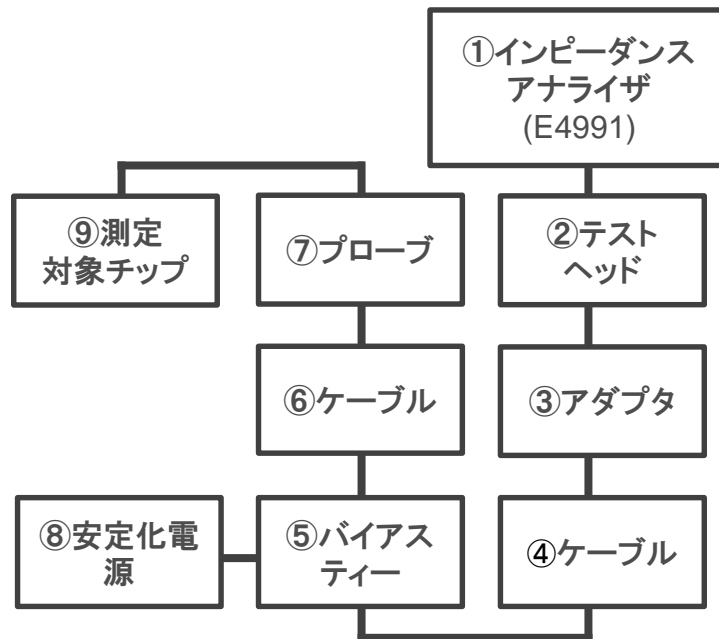 ①インピーダンス
アナライザ
(E4991)
②テスト
ヘッド
③アダプタ
④ケーブル
⑤バイアス
ティー
⑥ケーブル
⑦プローブ
⑧安定化電
源
⑨測定
対象チップ